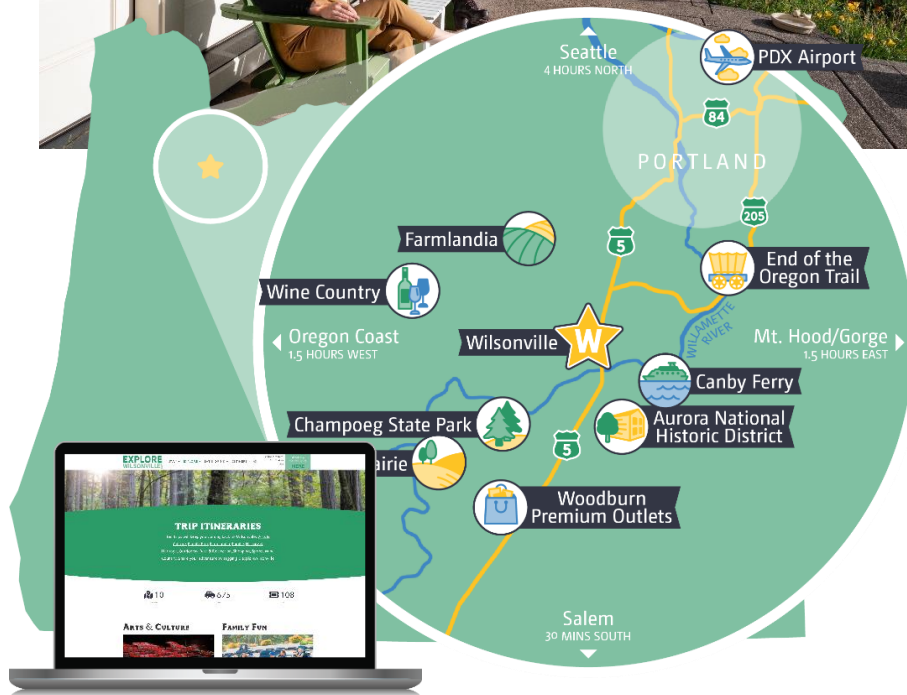 Seattle
4 HOURS NORTH
PDX Airport
84
PORTLAND
205
Farmlandia
5
End of the
Oregon Trail
Wine Country
WILLAMETTE
RIVER
Oregon Coast
1.5 HOURS WEST
Wilsonville
W
Mt. Hood/Gorge
1.5 HOURS EAST
Canby Ferry
Champoeg State Park
Aurora National
Historic District
5
airie
Woodburn
Premium Outlets
EXPLORE
WILSONVILLE
TRIP ITINERARIES
10
675
108
ARTS & CULTURE
FAMILY FUN
Salem
30 MINS SOUTH